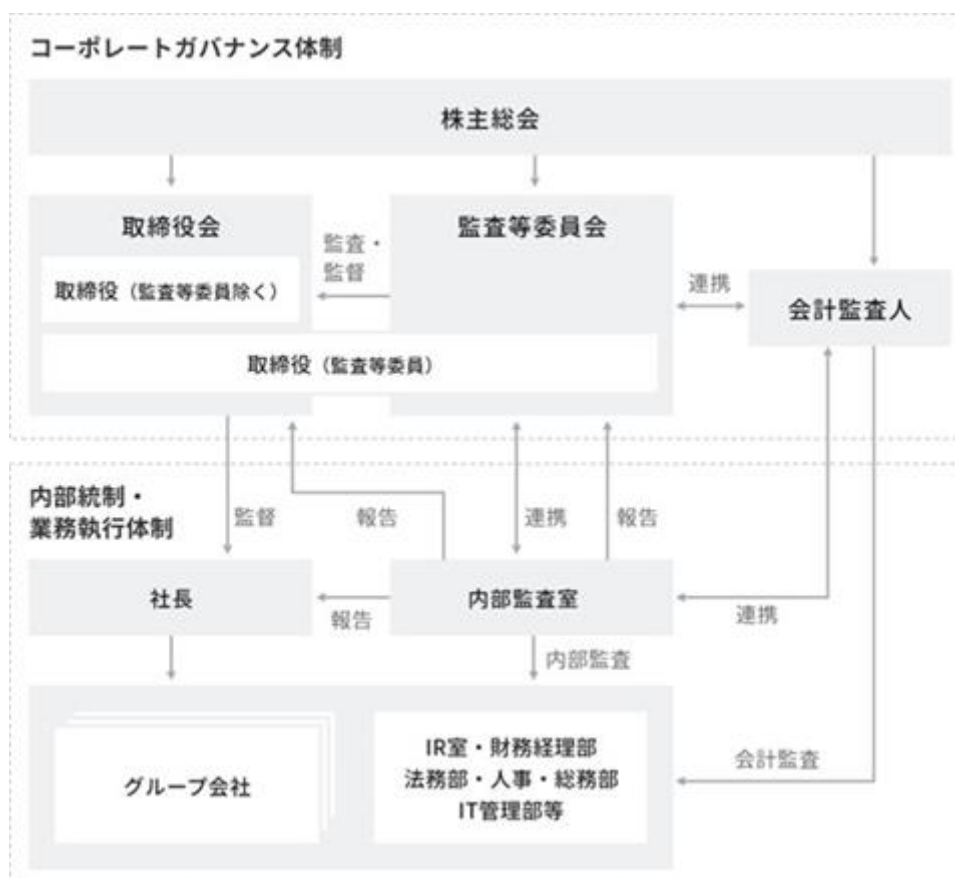 コーポレートガバナンス体制
株主総会
取締役会
監査等委員会
監査・
監督
取締役（監査等委員除く）
連携
会計監査人
取締役（監査等委員）
内部統制・
業務執行体制
監督
報告
連携
報告
社長
内部監査室
報告
連携
内部監査
グループ会社
IR室・財務経理部
法務部・人事・総務部
IT管理部等
会計監査